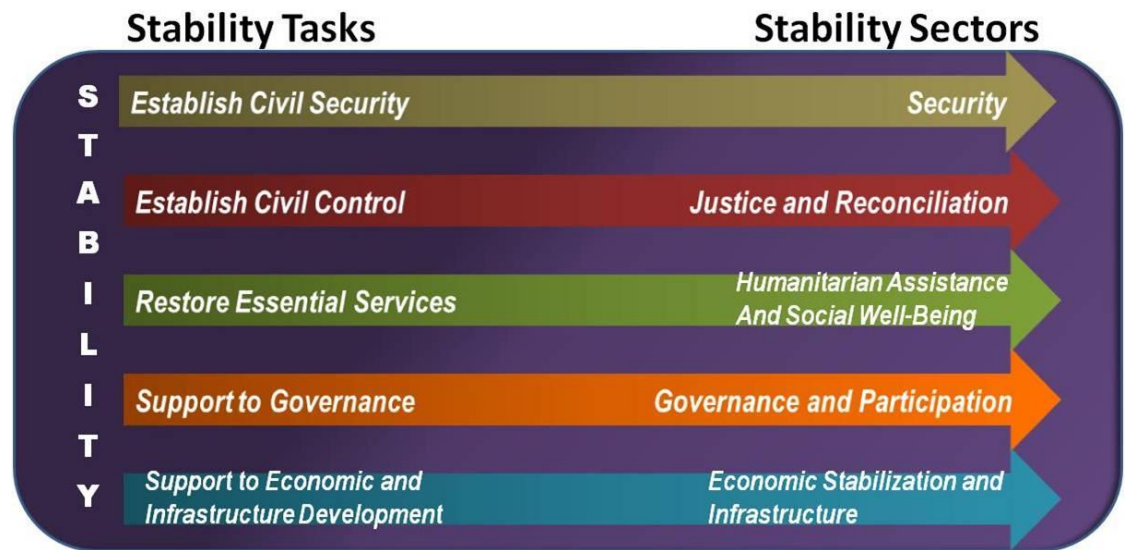 Stability Tasks
Stability Sectors
STABILITY
Establish Civil Security
Security
Establish Civil Control
Justice and Reconciliation
Restore Essential Services
Humanitarian Assistance
And Social Well-Being
Support to Governance
Governance and Participation
Support to Economic and
Infrastructure Development
Economic Stabilization and
Infrastructure